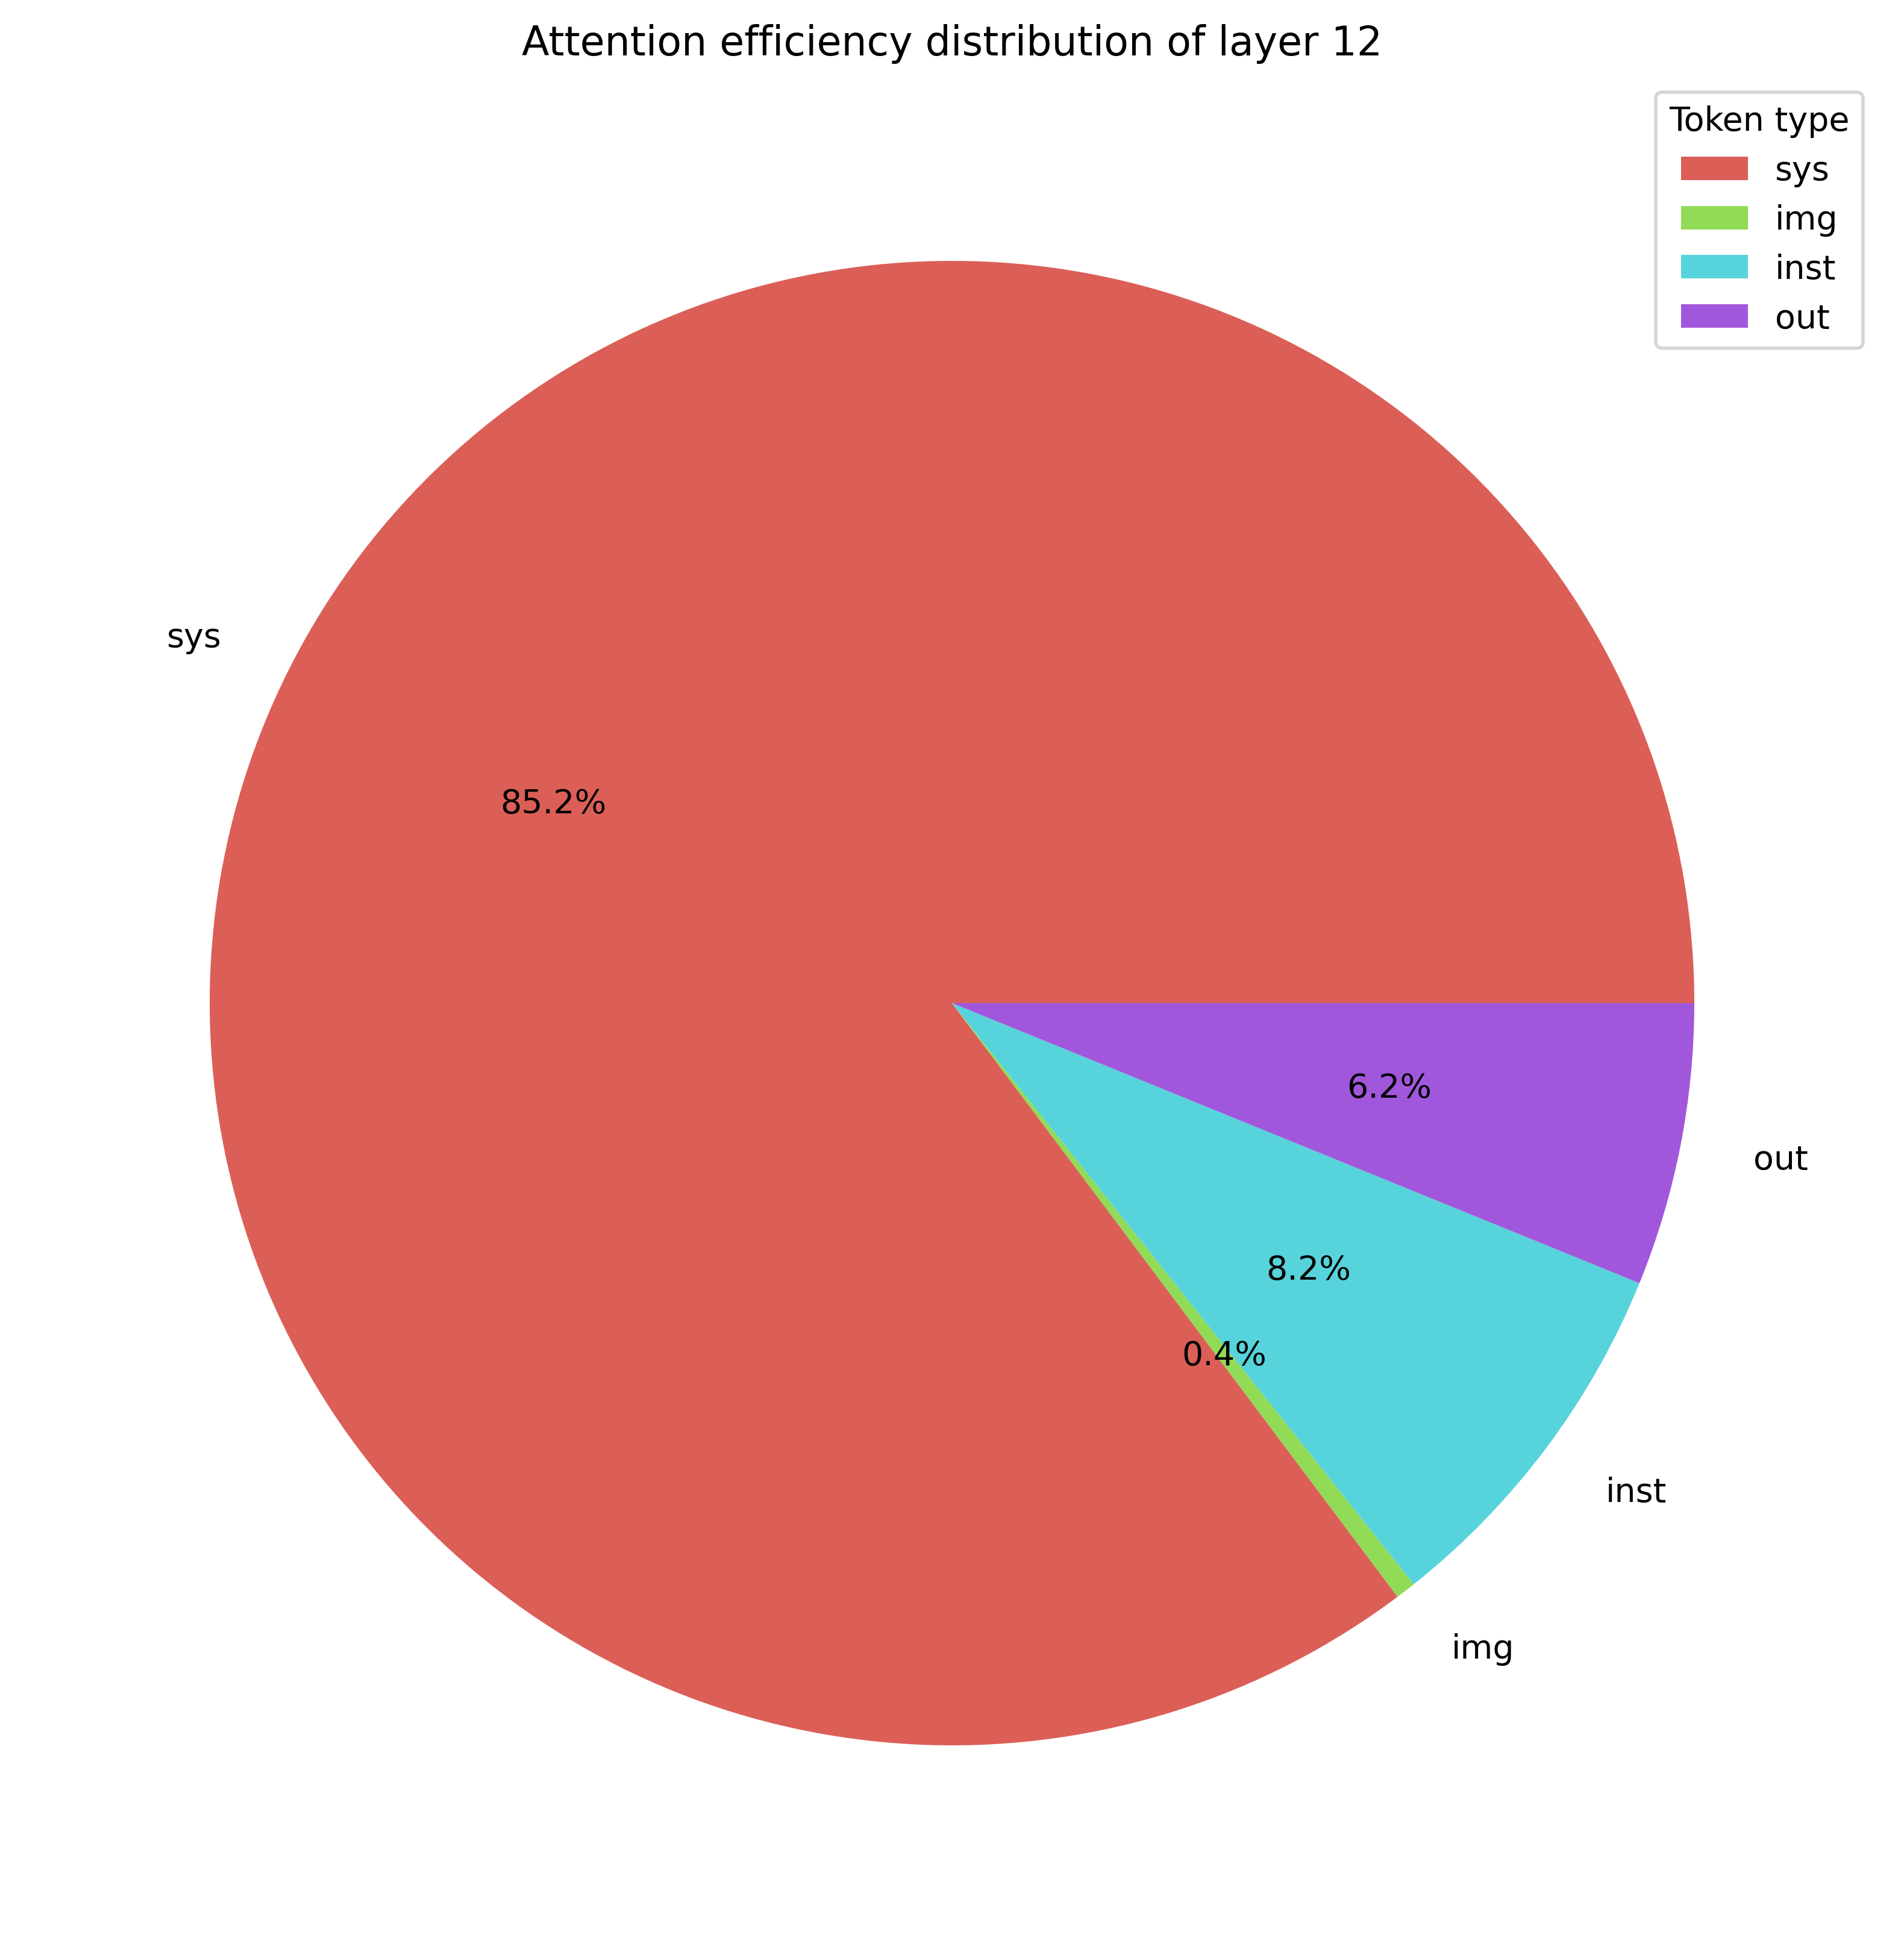 Attention efficiency distribution of layer 12
Token type
sys
img
inst
out
sys
85.2%
6.2%
out
8.2%
0.4%
inst
img